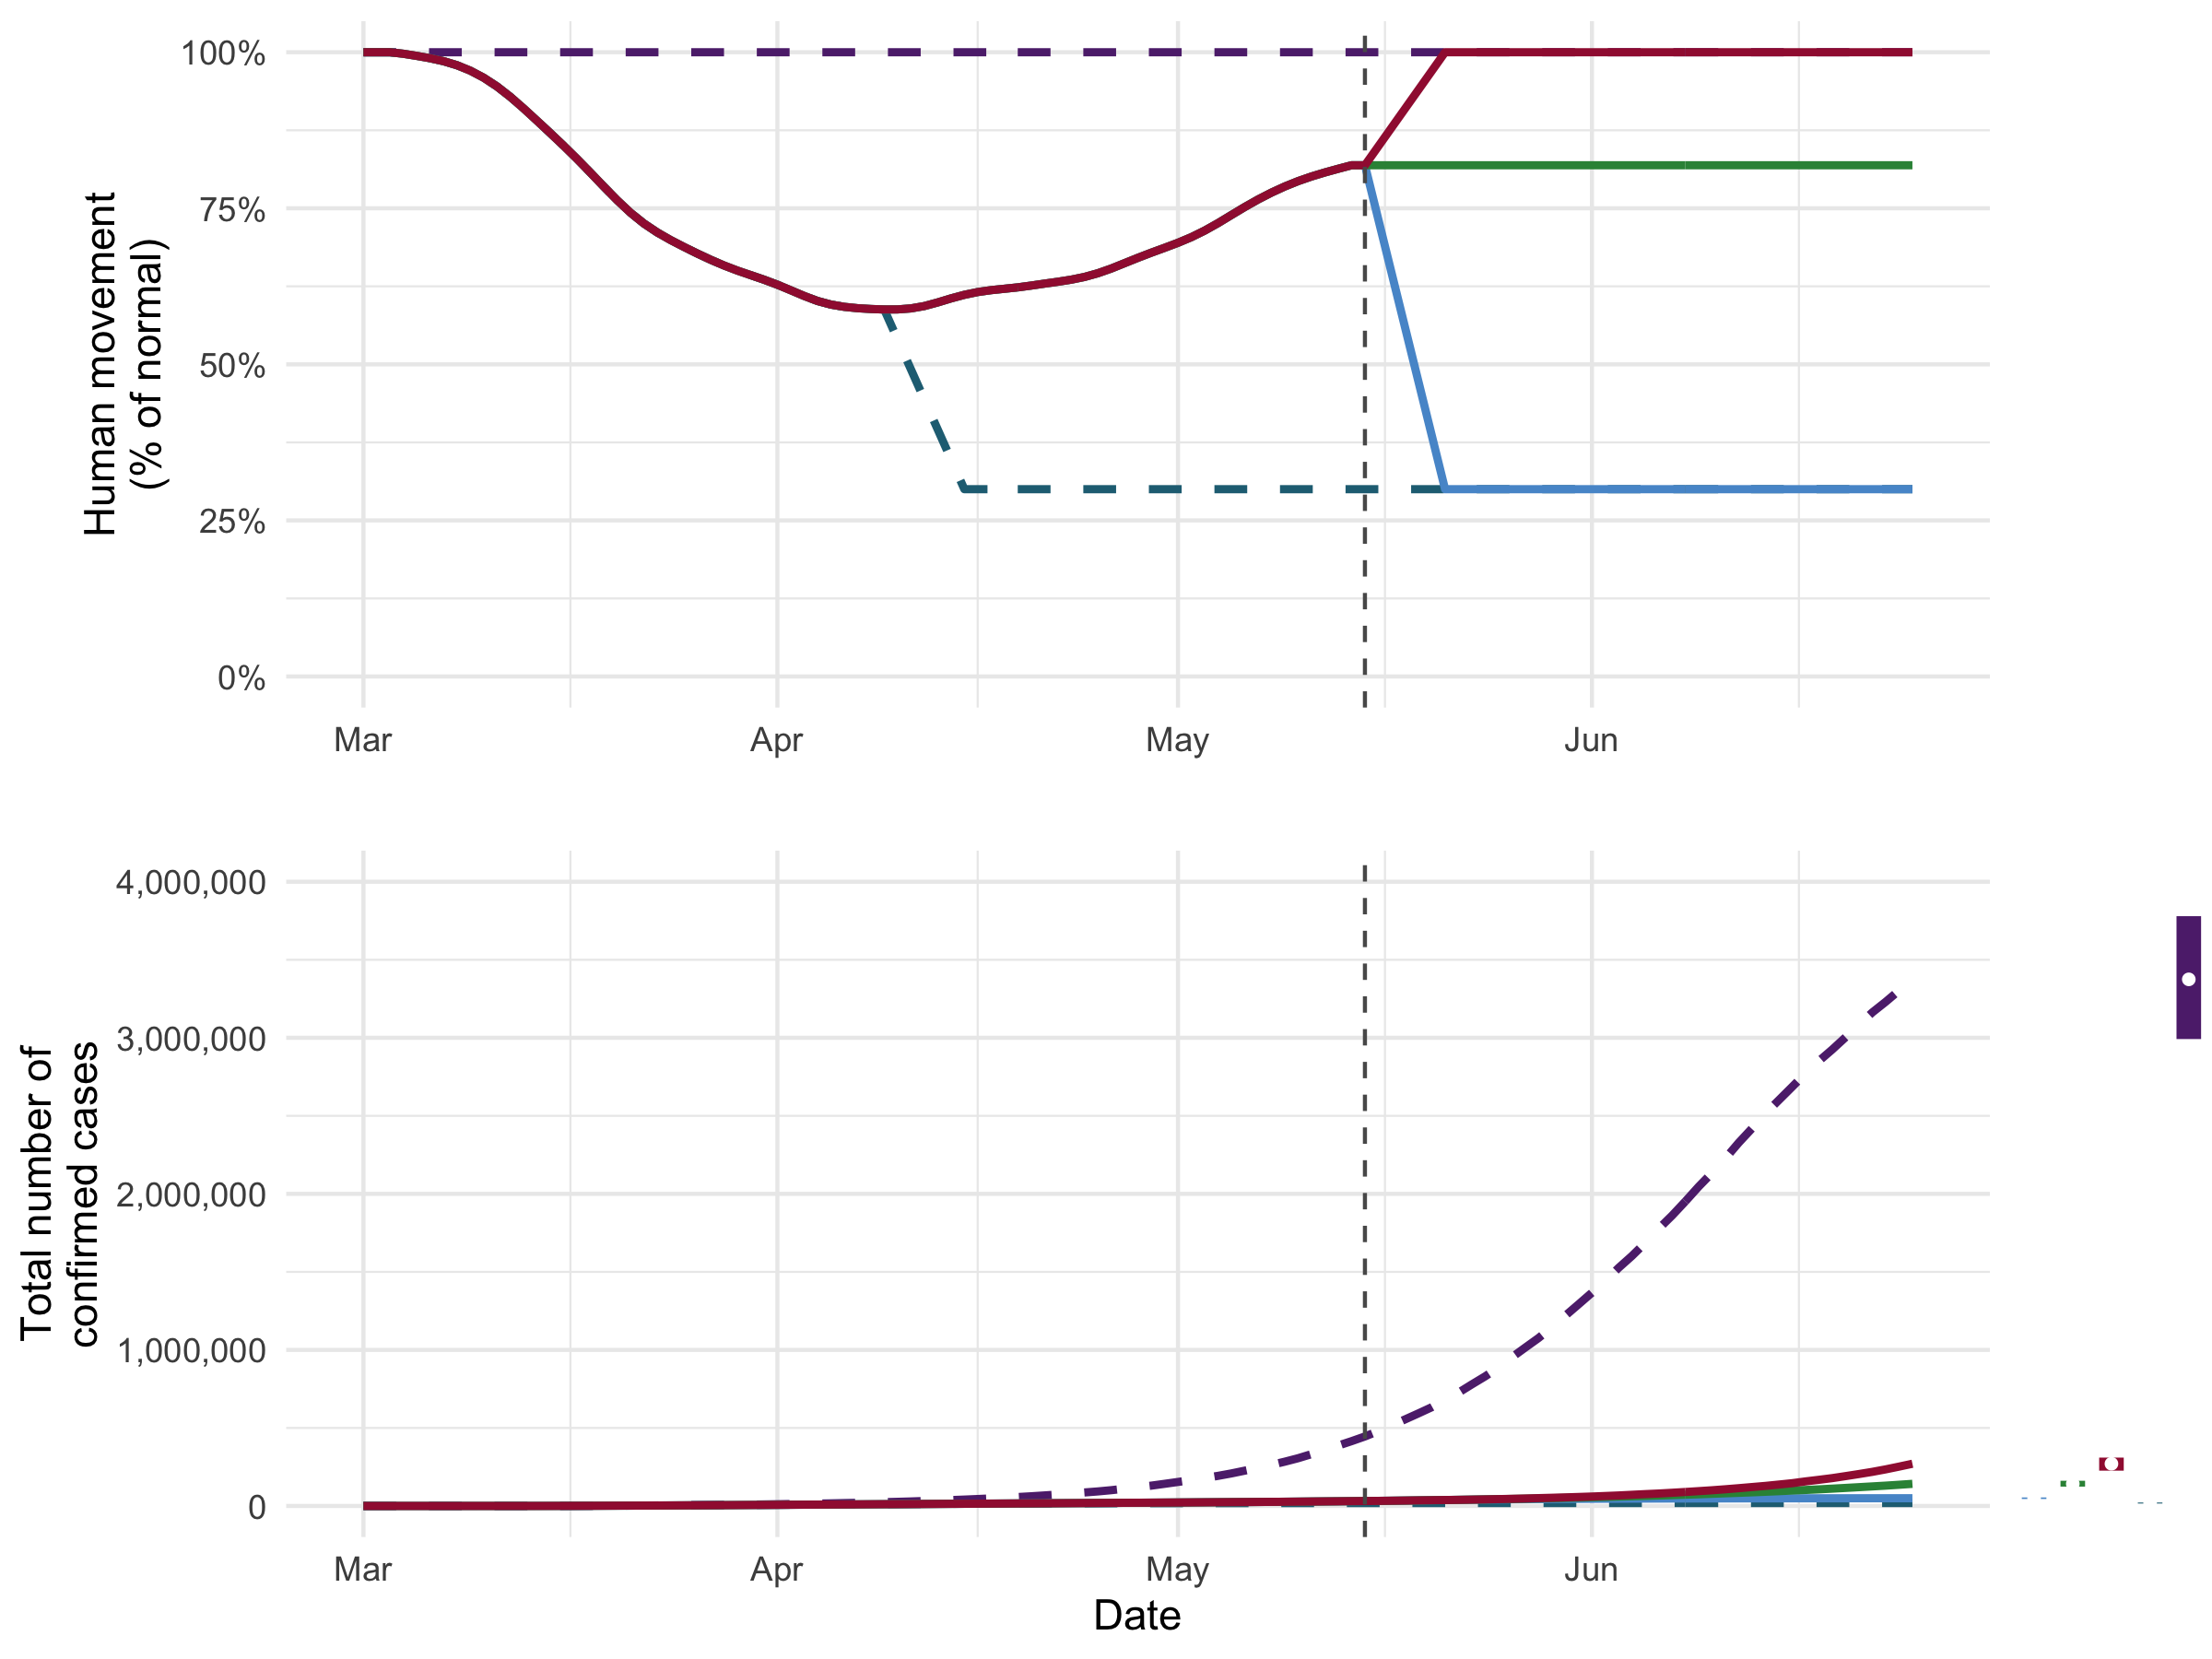 Human movement
(% of normal)
100%
75%
50%
25%
0%
Mar Apr May Jun
Total number of
confirmed cases
4,000,000
3,000,000
2,000,000
1,000,000
0
Mar Apr May Jun
Date